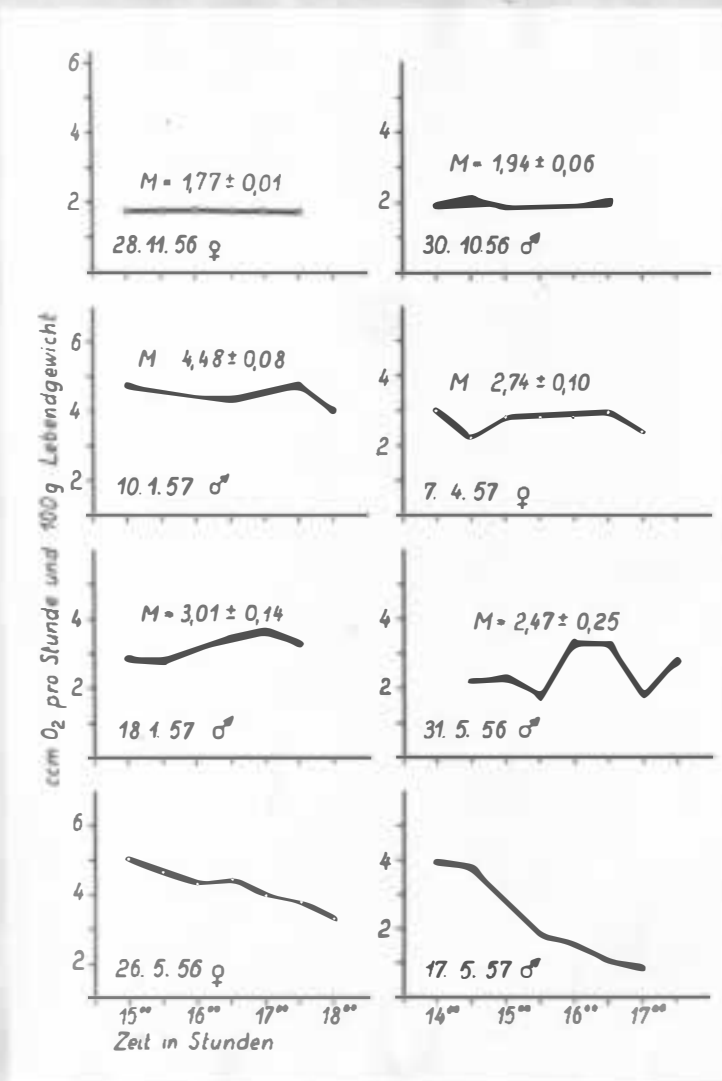 ccm O₂ pro Stunde und 100g Lebendgewicht
6
4
2
M = 1,77 ± 0,01
28. 11. 56 ♀
4
2
M = 1,94 ± 0,06
30. 10.56 ♂
6
4
2
M 4,48 ± 0,08
10. 1. 57 ♂
4
2
M 2,74 ± 0,10
7. 4. 57 ♀
4
2
M = 3,01 ± 0,14
18. 1. 57 ♂
4
2
M = 2,47 ± 0,25
31. 5. 56 ♂
6
4
2
26. 5. 56 ♀
15⁰⁰ 16⁰⁰ 17⁰⁰ 18⁰⁰
Zeit in Stunden
4
2
17. 5. 57 ♂
14⁰⁰ 15⁰⁰ 16⁰⁰ 17⁰⁰